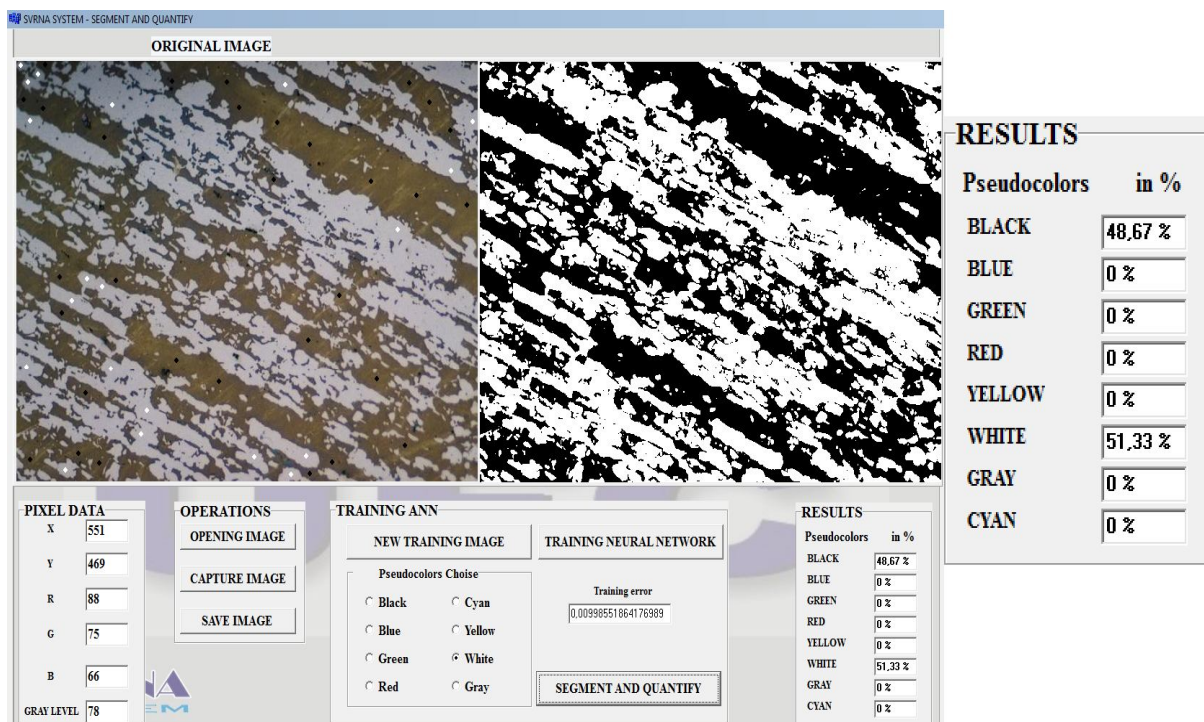 SVRNA SYSTEM - SEGMENT AND QUANTIFY
ORIGINAL IMAGE
RESULTS
Pseudocolors in %
BLACK 48,67 %
BLUE 0 %
GREEN 0 %
RED 0 %
YELLOW 0 %
WHITE 51,33 %
GRAY 0 %
CYAN 0 %
PIXEL DATA
X 551
Y 469
R 88
G 75
B 66
GRAY LEVEL 78
OPERATIONS
OPENING IMAGE
CAPTURE IMAGE
SAVE IMAGE
TRAINING ANN
NEW TRAINING IMAGE
TRAINING NEURAL NETWORK
Pseudocolors Choise
Black Cyan
Blue Yellow
Green White
Red Gray
Training error
0,00998551864176989
SEGMENT AND QUANTIFY
RESULTS
Pseudocolors in %
BLACK 48,67 %
BLUE 0 %
GREEN 0 %
RED 0 %
YELLOW 0 %
WHITE 51,33 %
GRAY 0 %
CYAN 0 %